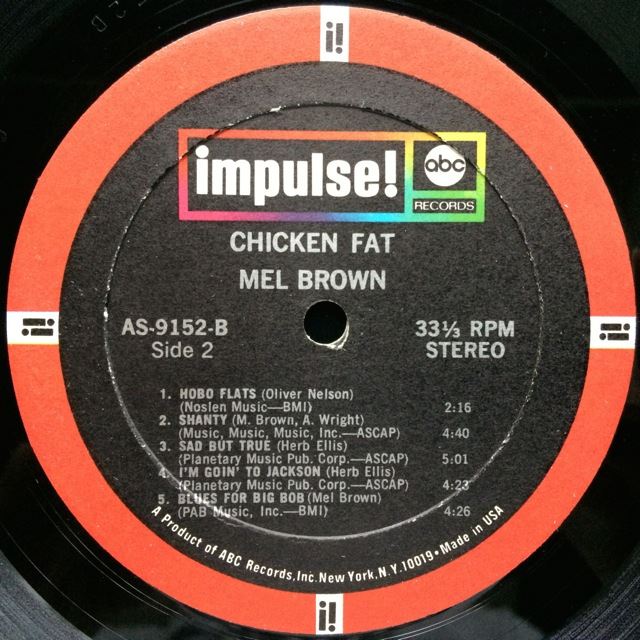 impulse!
abc
RECORDS
CHICKEN FAT
MEL BROWN
AS-9152-B
Side 2
33⅓ RPM
STEREO
1. HOBO FLATS (Oliver Nelson)
(Noslen Music—BMI) 2:16
2. SHANTY (M. Brown, A. Wright)
(Music, Music, Music, Inc.—ASCAP) 4:40
3. SAD BUT TRUE (Herb Ellis)
(Planetary Music Pub. Corp.—ASCAP) 5:01
4. I'M GOIN' TO JACKSON (Herb Ellis)
(Planetary Music Pub. Corp.—ASCAP) 4:23
5. BLUES FOR BIG BOB (Mel Brown)
(PAB Music, Inc.—BMI) 4:26
A Product of ABC Records, Inc. New York, N.Y. 10019 • Made in USA